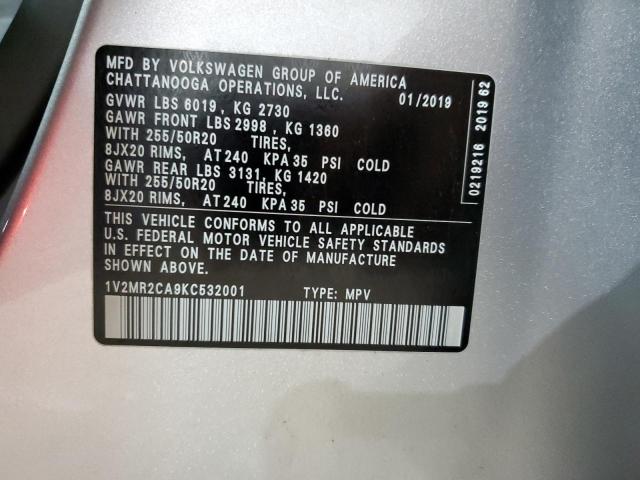 MFD BY VOLKSWAGEN GROUP OF AMERICA
CHATTANOOGA OPERATIONS, LLC. 01/2019
GVWR LBS 6019, KG 2730
GAWR FRONT LBS 2998, KG 1360
WITH 255/50R20 TIRES,
8JX20 RIMS, AT 240 KPA 35 PSI COLD
GAWR REAR LBS 3131, KG 1420
WITH 255/50R20 TIRES,
8JX20 RIMS, AT 240 KPA 35 PSI COLD
THIS VEHICLE CONFORMS TO ALL APPLICABLE
U.S. FEDERAL MOTOR VEHICLE SAFETY STANDARDS
IN EFFECT ON THE DATE OF MANUFACTURE
SHOWN ABOVE.
1V2MR2CA9KC532001 TYPE: MPV
0219216 2019 62